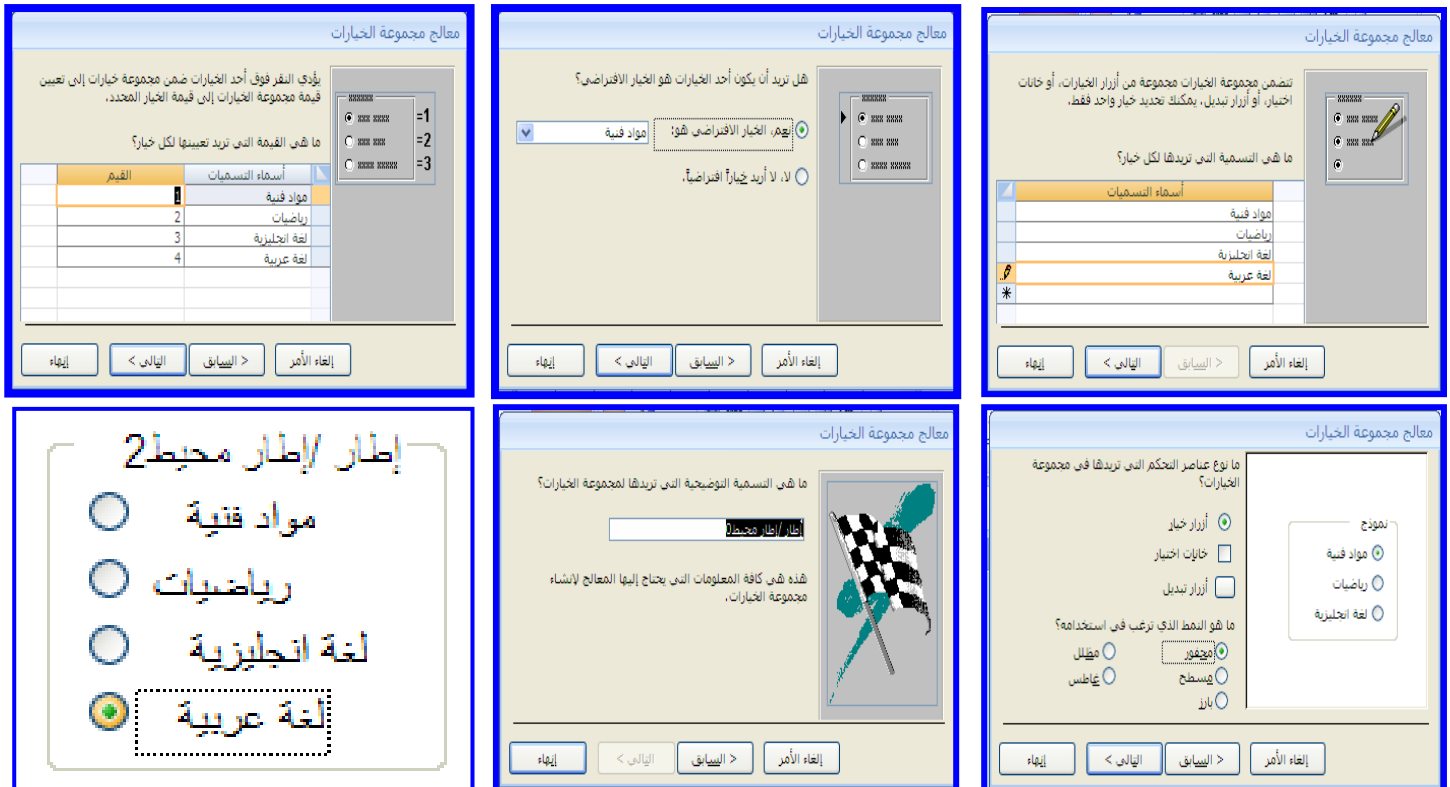 معالج مجموعة الخيارات
تتضمن مجموعة الخيارات مجموعة من أزرار الخيارات، أو خانات
اختيار، أو أزرار تبديل، يمكنك تحديد خيار واحد فقط.
ما هي التسمية التي تريدها لكل خيار؟
أسماء التسميات
مواد فنية
رياضيات
لغة انجليزية
لغة عربية
إلغاء الأمر
< السابق
التالي >
إنهاء
معالج مجموعة الخيارات
هل تريد أن يكون أحد الخيارات هو الخيار الافتراضي؟
نعم، الخيار الافتراضي هو:
مواد فنية
لا، لا أريد خياراً افتراضياً.
إلغاء الأمر
< السابق
التالي >
إنهاء
معالج مجموعة الخيارات
يؤدي النقر فوق أحد الخيارات ضمن مجموعة خيارات إلى تعيين
قيمة مجموعة الخيارات إلى قيمة الخيار المحدد.
ما هي القيمة التي تريد تعيينها لكل خيار؟
=1
=2
=3
أسماء التسميات القيم
مواد فنية 1
رياضيات 2
لغة انجليزية 3
لغة عربية 4
إلغاء الأمر
< السابق
التالي >
إنهاء
معالج مجموعة الخيارات
ما نوع عناصر التحكم التي تريدها في مجموعة
الخيارات؟
أزرار خيار
خانات اختيار
أزرار تبديل
ما هو النمط الذي ترغب في استخدامه؟
محفور
مظلل
مسطح
غاطس
بارز
نموذج
مواد فنية
رياضيات
لغة انجليزية
إلغاء الأمر
< السابق
التالي >
إنهاء
معالج مجموعة الخيارات
ما هي التسمية التوضيحية التي تريدها لمجموعة الخيارات؟
إطار /إطار محيط0
هذه هي كافة المعلومات التي يحتاج إليها المعالج لإنشاء
مجموعة الخيارات.
إلغاء الأمر
< السابق
التالي >
إنهاء
إطار /إطار محيط2
مواد فنية
رياضيات
لغة انجليزية
لغة عربية